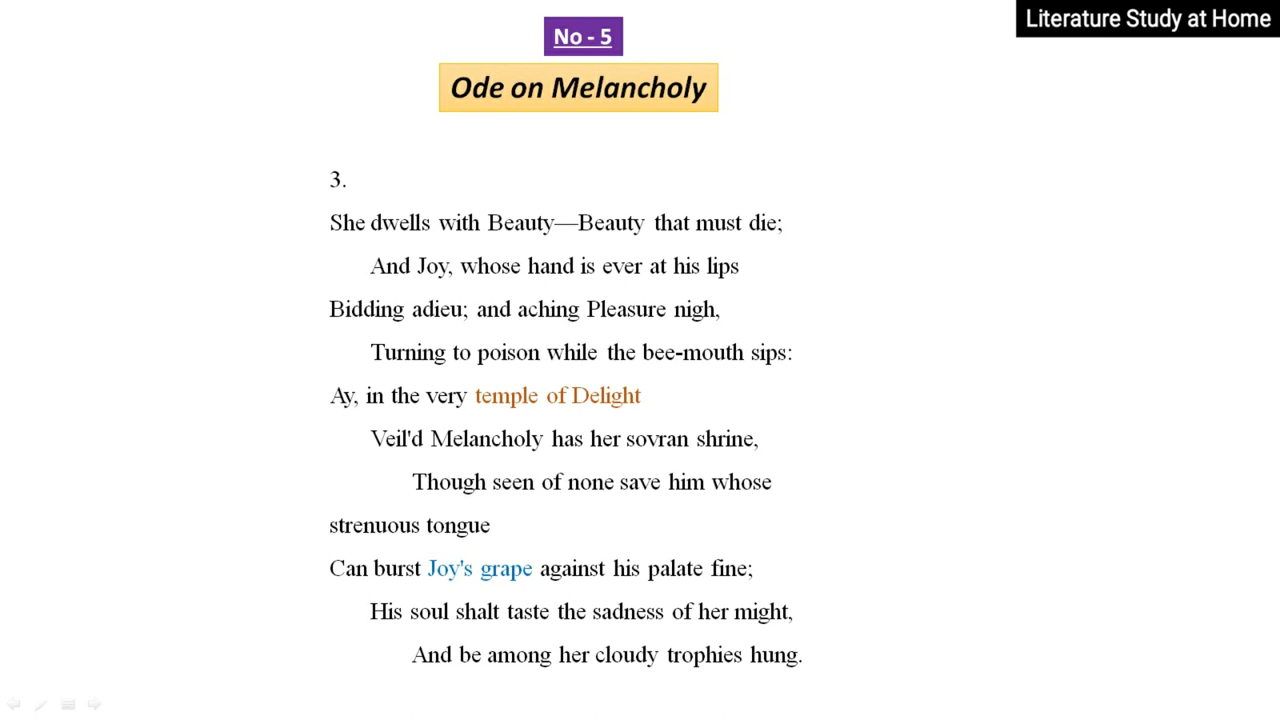 Literature Study at Home
No - 5
Ode on Melancholy
3.
She dwells with Beauty—Beauty that must die;
And Joy, whose hand is ever at his lips
Bidding adieu; and aching Pleasure nigh,
Turning to poison while the bee-mouth sips:
Ay, in the very temple of Delight
Veil'd Melancholy has her sovran shrine,
Though seen of none save him whose
strenuous tongue
Can burst Joy's grape against his palate fine;
His soul shalt taste the sadness of her might,
And be among her cloudy trophies hung.